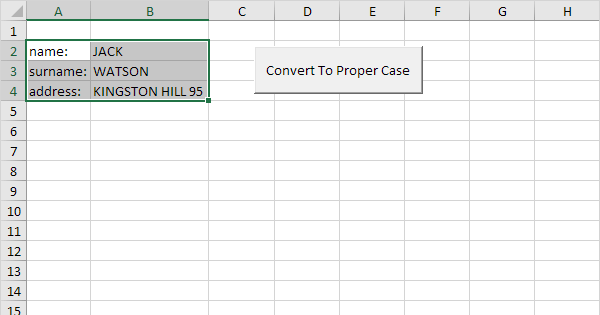 A B C D E F G H
1
2 name: JACK
3 surname: WATSON
4 address: KINGSTON HILL 95
Convert To Proper Case
5
6
7
8
9
10
11
12
13
14
15